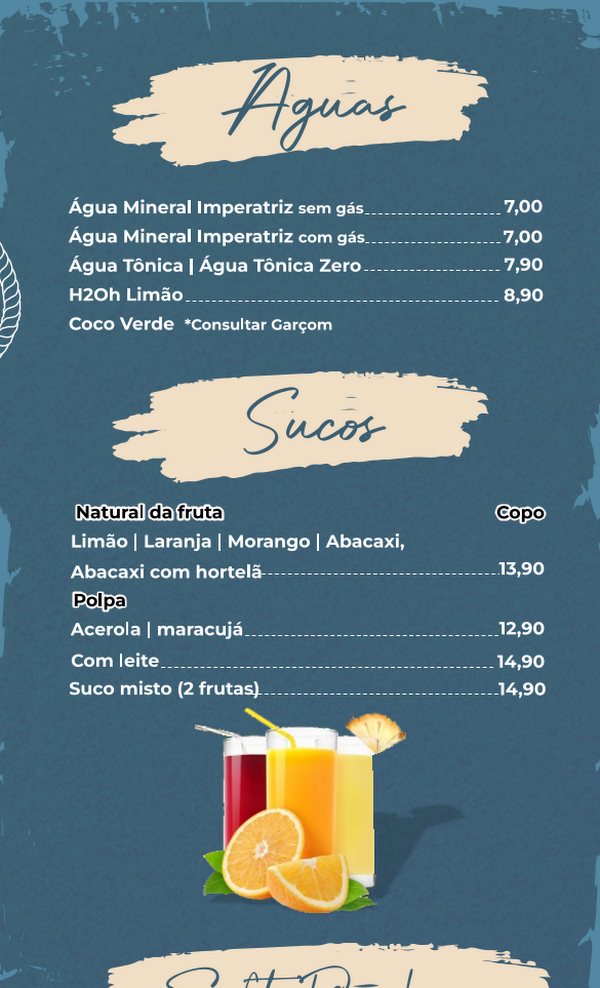 Aguas
Água Mineral Imperatriz sem gás 7,00
Água Mineral Imperatriz com gás 7,00
Água Tônica | Água Tônica Zero 7,90
H2Oh Limão 8,90
Coco Verde *Consultar Garçom
Sucos
Natural da fruta Copo
Limão | Laranja | Morango | Abacaxi,
Abacaxi com hortelã 13,90
Polpa
Acerola | maracujá 12,90
Com leite 14,90
Suco misto (2 frutas) 14,90